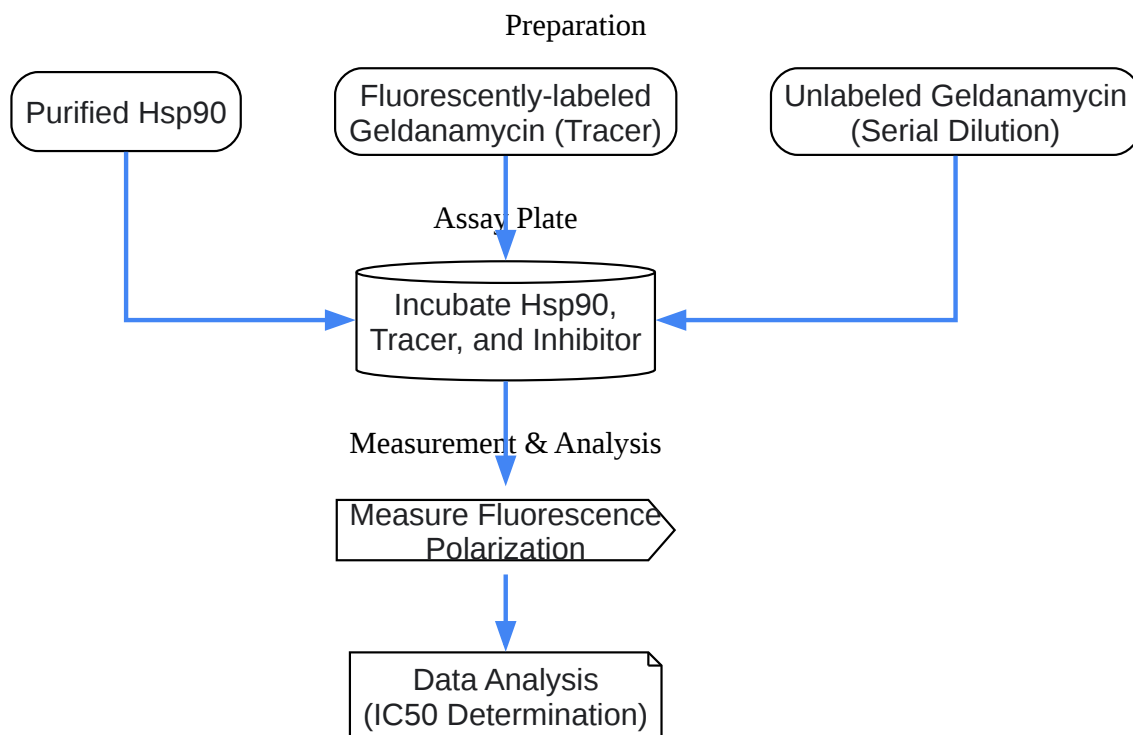 Preparation
Purified Hsp90
Fluorescently-labeled
Geldanamycin (Tracer)
Unlabeled Geldanamycin
(Serial Dilution)
Assay Plate
Incubate Hsp90,
Tracer, and Inhibitor
Measurement & Analysis
Measure Fluorescence
Polarization
Data Analysis
(IC50 Determination)